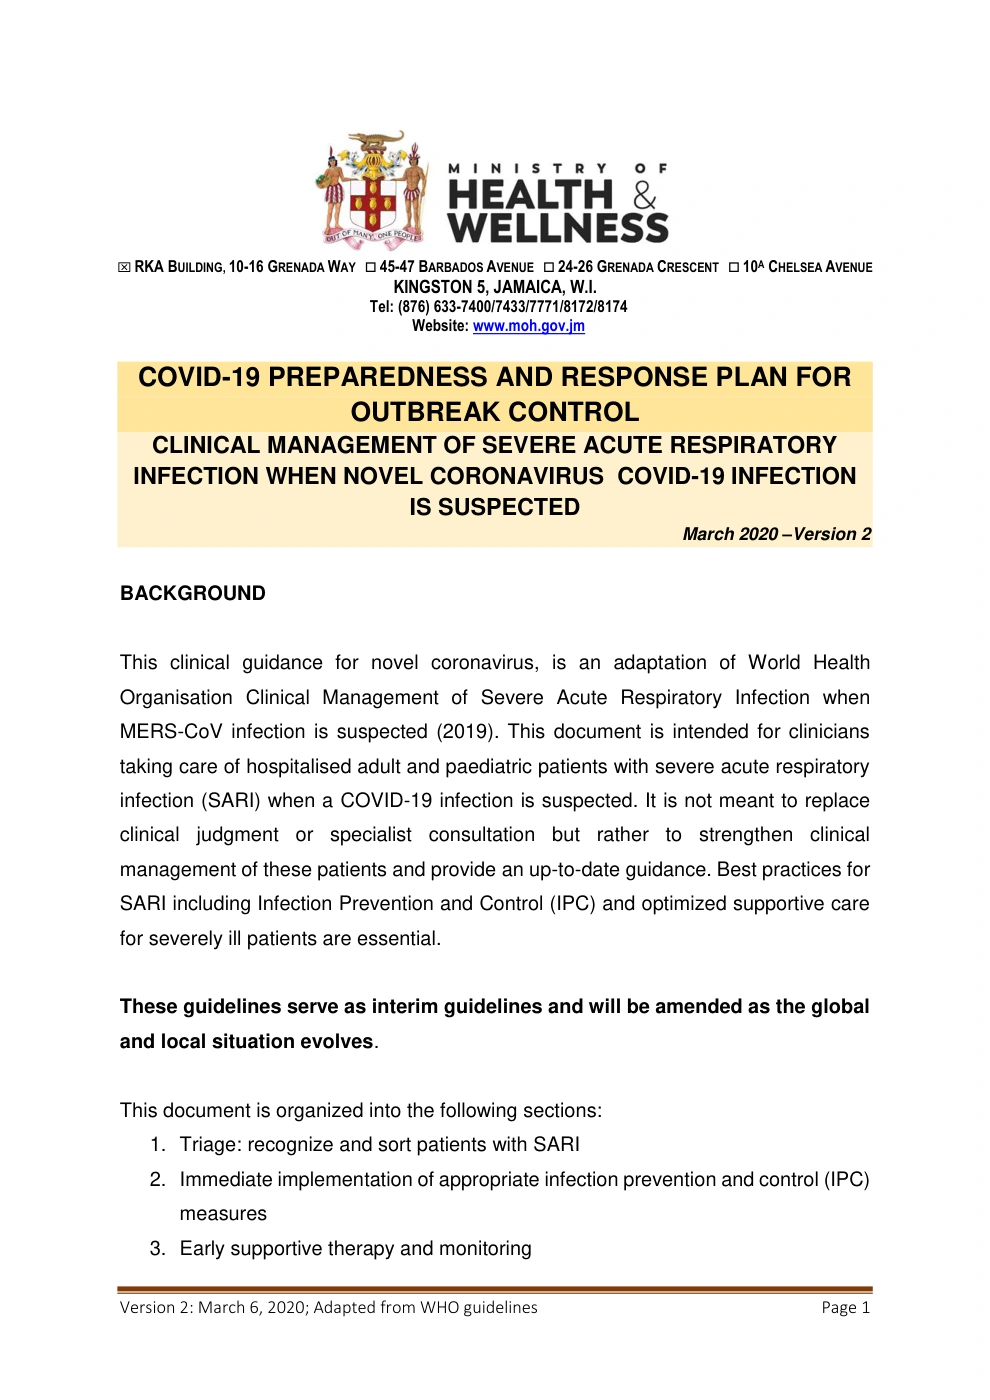 OUT OF MANY, ONE PEOPLE
MINISTRY OF
HEALTH &
WELLNESS
☒ RKA BUILDING, 10-16 GRENADA WAY ☐ 45-47 BARBADOS AVENUE ☐ 24-26 GRENADA CRESCENT ☐ 10A CHELSEA AVENUE
KINGSTON 5, JAMAICA, W.I.
Tel: (876) 633-7400/7433/7771/8172/8174
Website: www.moh.gov.jm
COVID-19 PREPAREDNESS AND RESPONSE PLAN FOR
OUTBREAK CONTROL
CLINICAL MANAGEMENT OF SEVERE ACUTE RESPIRATORY
INFECTION WHEN NOVEL CORONAVIRUS COVID-19 INFECTION
IS SUSPECTED
March 2020 –Version 2
BACKGROUND
This clinical guidance for novel coronavirus, is an adaptation of World Health
Organisation Clinical Management of Severe Acute Respiratory Infection when
MERS-CoV infection is suspected (2019). This document is intended for clinicians
taking care of hospitalised adult and paediatric patients with severe acute respiratory
infection (SARI) when a COVID-19 infection is suspected. It is not meant to replace
clinical judgment or specialist consultation but rather to strengthen clinical
management of these patients and provide an up-to-date guidance. Best practices for
SARI including Infection Prevention and Control (IPC) and optimized supportive care
for severely ill patients are essential.
These guidelines serve as interim guidelines and will be amended as the global
and local situation evolves.
This document is organized into the following sections:
1. Triage: recognize and sort patients with SARI
2. Immediate implementation of appropriate infection prevention and control (IPC)
measures
3. Early supportive therapy and monitoring
Version 2: March 6, 2020; Adapted from WHO guidelines Page 1